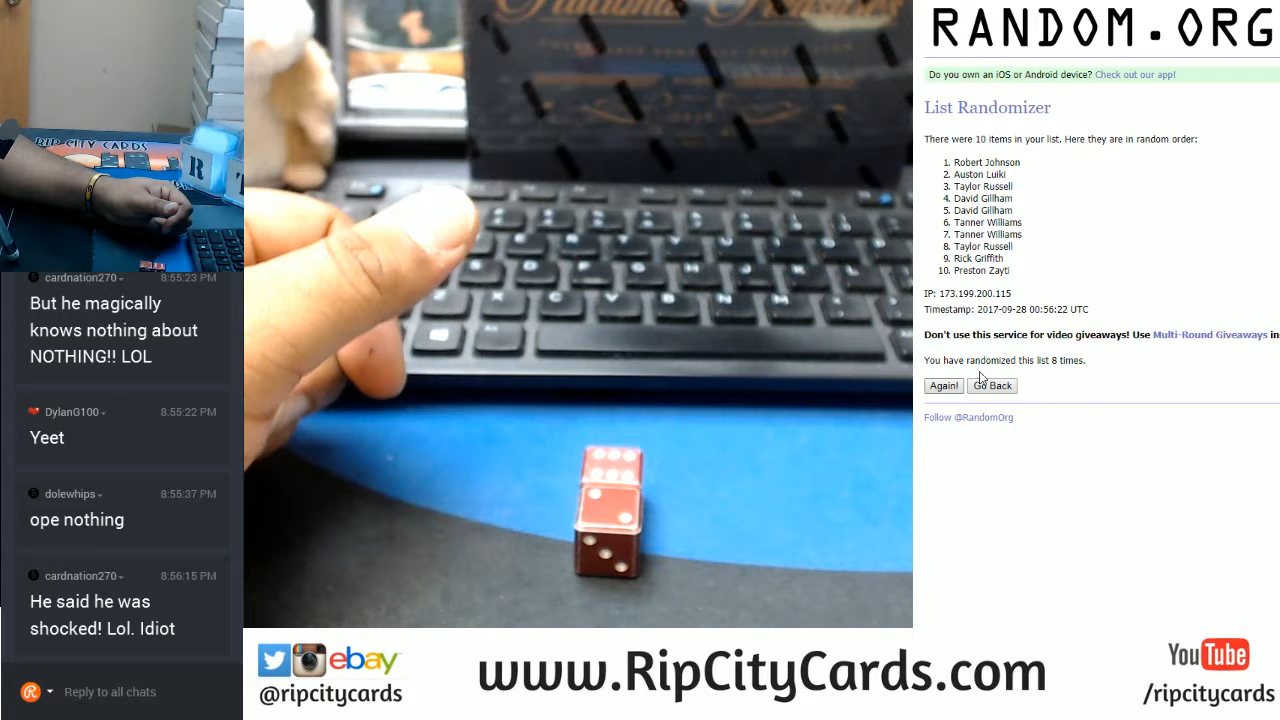 RIP CITY CARDS
R
cardnation270 8:55:23 PM
But he magically
knows nothing about
NOTHING!! LOL
DylanG100 8:55:22 PM
Yeet
dolewhips 8:55:37 PM
ope nothing
cardnation270 8:56:15 PM
He said he was
shocked! Lol. Idiot
Reply to all chats
National Treasures
RANDOM.ORG
Do you own an iOS or Android device? Check out our app!
List Randomizer
There were 10 items in your list. Here they are in random order:
1. Robert Johnson
2. Auston Luiki
3. Taylor Russell
4. David Gillham
5. David Gillham
6. Tanner Williams
7. Tanner Williams
8. Taylor Russell
9. Rick Griffith
10. Preston Zayti
IP: 173.199.200.115
Timestamp: 2017-09-28 00:56:22 UTC
Don't use this service for video giveaways! Use Multi-Round Giveaways in
You have randomized this list 8 times.
Again! Go Back
Follow @RandomOrg
ebay
@ripcitycards
www.RipCityCards.com
YouTube
/ripcitycards